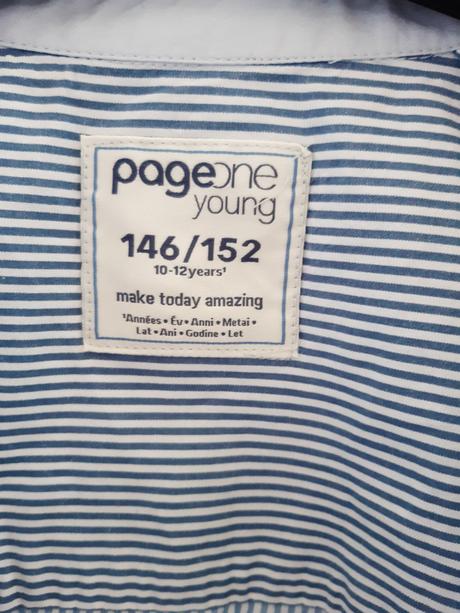 pageone
young
146/152
10-12years¹
make today amazing
¹Années • Év • Anni • Metai •
Lat • Ani • Godine • Let